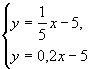 y = 1/5 x − 5,
y = 0,2x − 5